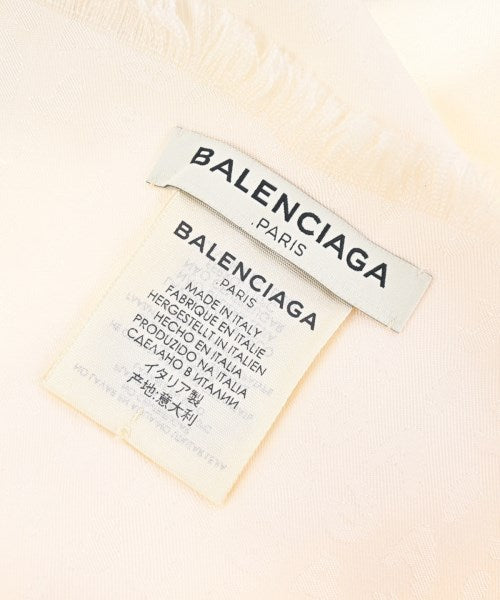 BALENCIAGA
.PARIS
BALENCIAGA
.PARIS
MADE IN ITALY
FABRIQUE EN ITALIE
HERGESTELLT IN ITALIEN
HECHO EN ITALIA
PRODUZIDO NA ITALIA
СДЕЛАНО В ИТАЛИИ
イタリア製
产地:意大利